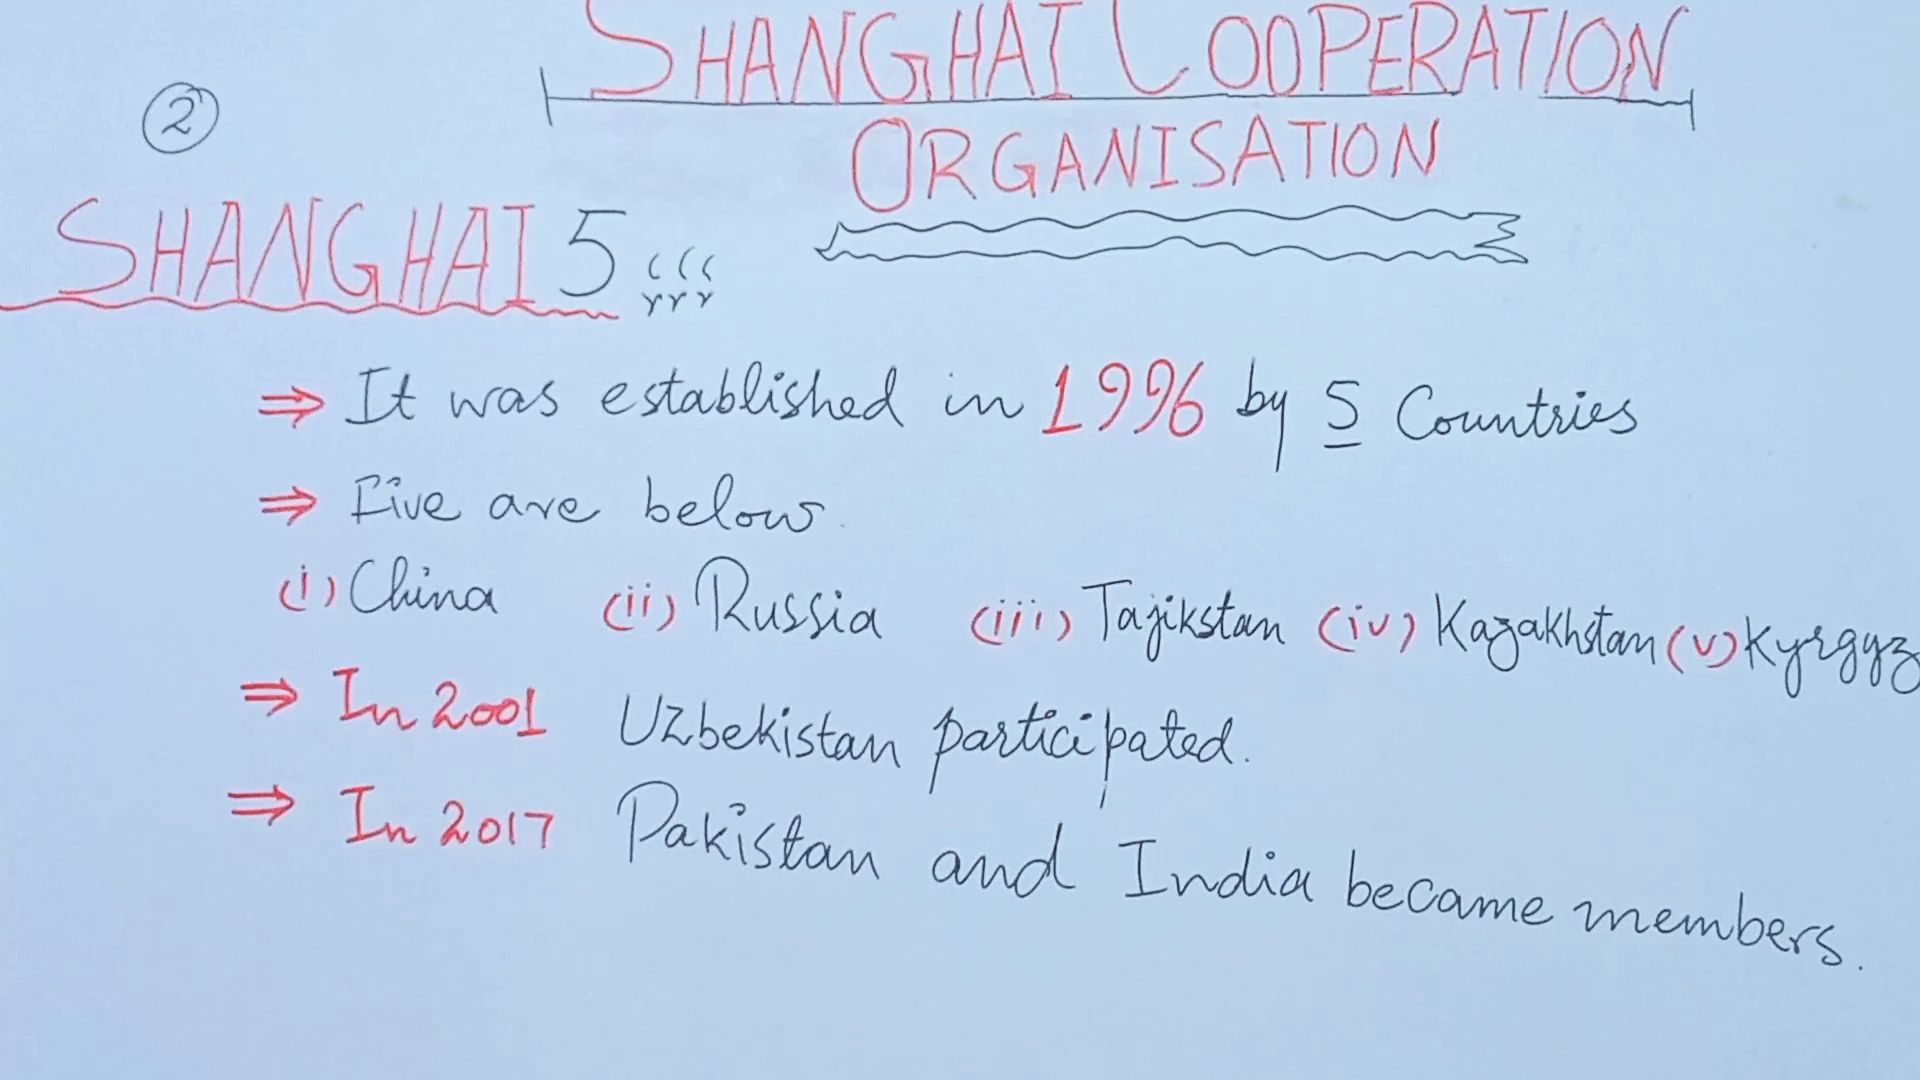 SHANGHAI COOPERATION
ORGANISATION
2
SHANGHAI 5
⇒ It was established in 1996 by 5 Countries
⇒ Five are below
(i) China (ii) Russia (iii) Tajikstan (iv) Kazakhstan (v) Kyrgyz
⇒ In 2001 Uzbekistan participated.
⇒ In 2017 Pakistan and India became members.